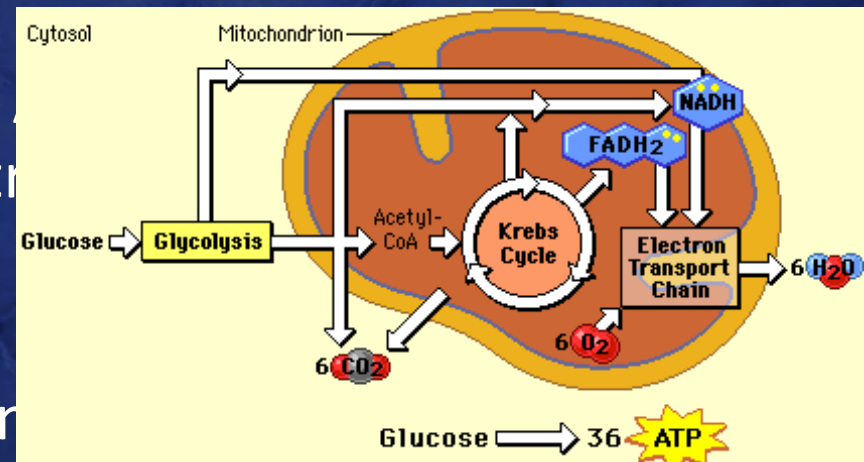 Cytosol
Mitochondrion
NADH
FADH2
Glucose
Glycolysis
Acetyl-
CoA
Krebs
Cycle
Electron
Transport
Chain
6 H2O
6 O2
6 CO2
Glucose 36 ATP